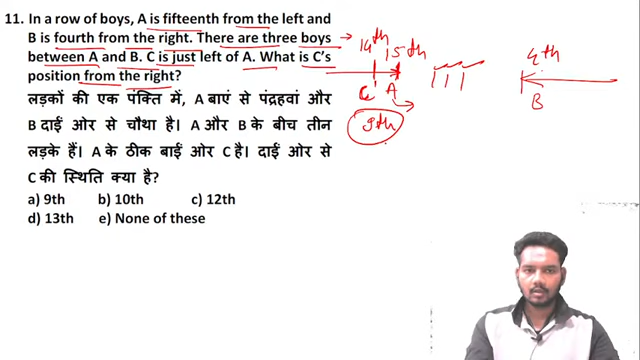 11. In a row of boys, A is fifteenth from the left and
B is fourth from the right. There are three boys
between A and B. C is just left of A. What is C's
position from the right?
लड़कों की एक पंक्ति में, A बाएं से पंद्रहवां और
B दाईं ओर से चौथा है। A और B के बीच तीन
लड़के हैं। A के ठीक बाईं ओर C है। दाईं ओर से
C की स्थिति क्या है?
a) 9th b) 10th c) 12th
d) 13th e) None of these
14th 15th
C A
9th
4th
B